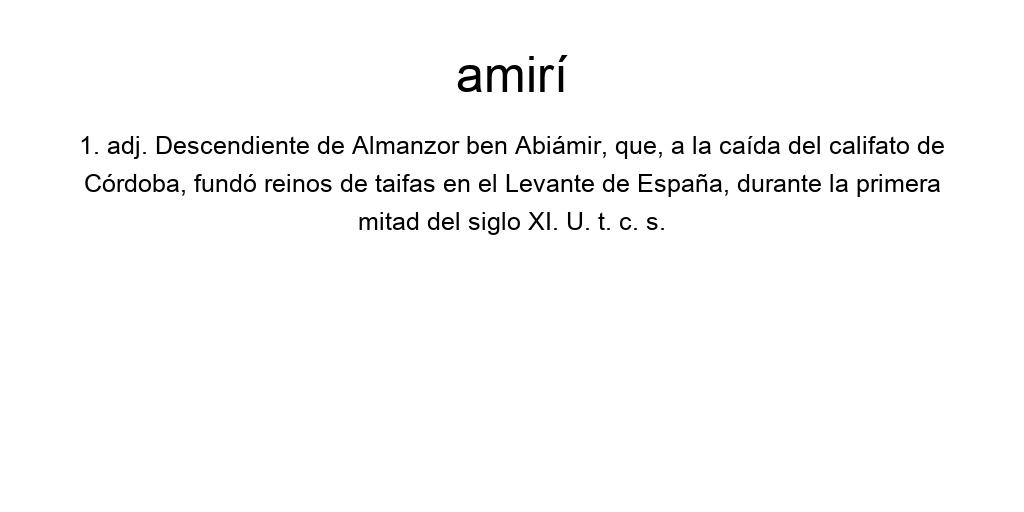 amirí
1. adj. Descendiente de Almanzor ben Abiámir, que, a la caída del califato de
Córdoba, fundó reinos de taifas en el Levante de España, durante la primera
mitad del siglo XI. U. t. c. s.